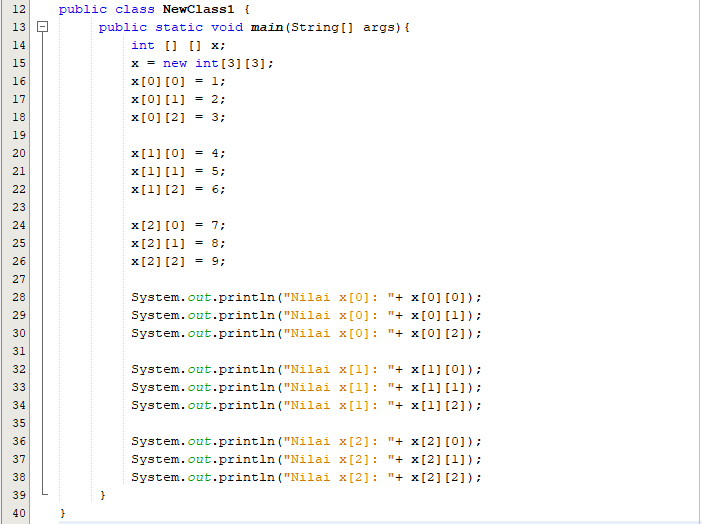 12 public class NewClass1 {
13 public static void main(String[] args){
14 int [] [] x;
15 x = new int[3][3];
16 x[0][0] = 1;
17 x[0][1] = 2;
18 x[0][2] = 3;
19
20 x[1][0] = 4;
21 x[1][1] = 5;
22 x[1][2] = 6;
23
24 x[2][0] = 7;
25 x[2][1] = 8;
26 x[2][2] = 9;
27
28 System.out.println("Nilai x[0]: "+ x[0][0]);
29 System.out.println("Nilai x[0]: "+ x[0][1]);
30 System.out.println("Nilai x[0]: "+ x[0][2]);
31
32 System.out.println("Nilai x[1]: "+ x[1][0]);
33 System.out.println("Nilai x[1]: "+ x[1][1]);
34 System.out.println("Nilai x[1]: "+ x[1][2]);
35
36 System.out.println("Nilai x[2]: "+ x[2][0]);
37 System.out.println("Nilai x[2]: "+ x[2][1]);
38 System.out.println("Nilai x[2]: "+ x[2][2]);
39 }
40 }